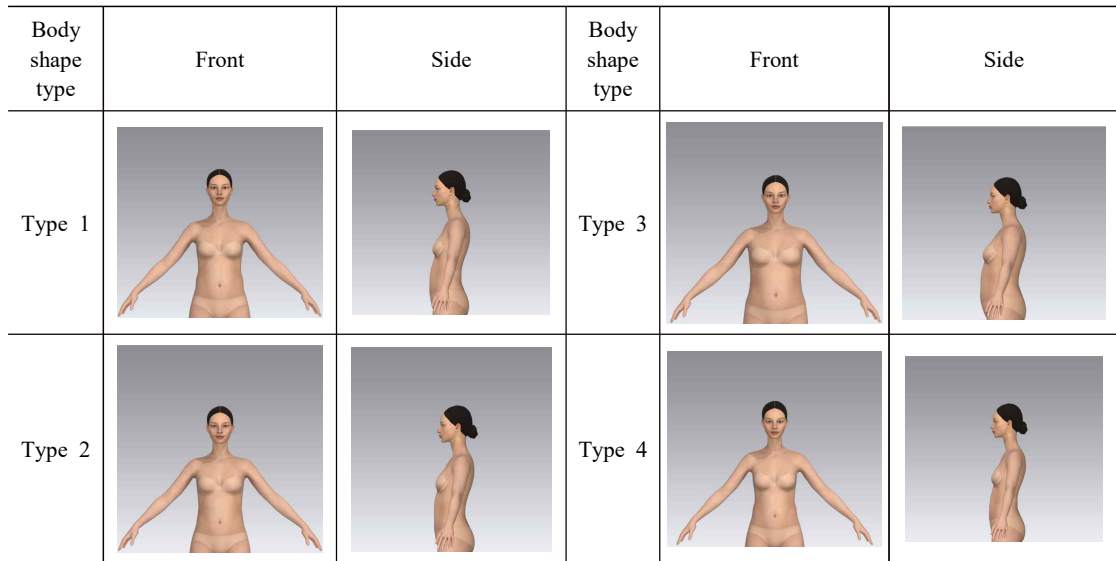 Body
shape
type
Front
Side
Body
shape
type
Front
Side
Type 1
Type 3
Type 2
Type 4